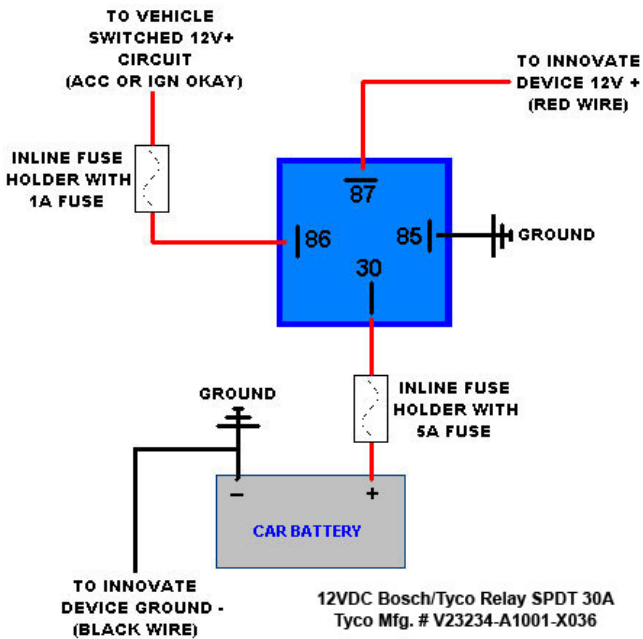 TO VEHICLE
SWITCHED 12V+
CIRCUIT
(ACC OR IGN OKAY)
TO INNOVATE
DEVICE 12V +
(RED WIRE)
INLINE FUSE
HOLDER WITH
1A FUSE
87
86
85
GROUND
30
GROUND
INLINE FUSE
HOLDER WITH
5A FUSE
–
+
CAR BATTERY
TO INNOVATE
DEVICE GROUND -
(BLACK WIRE)
12VDC Bosch/Tyco Relay SPDT 30A
Tyco Mfg. # V23234-A1001-X036